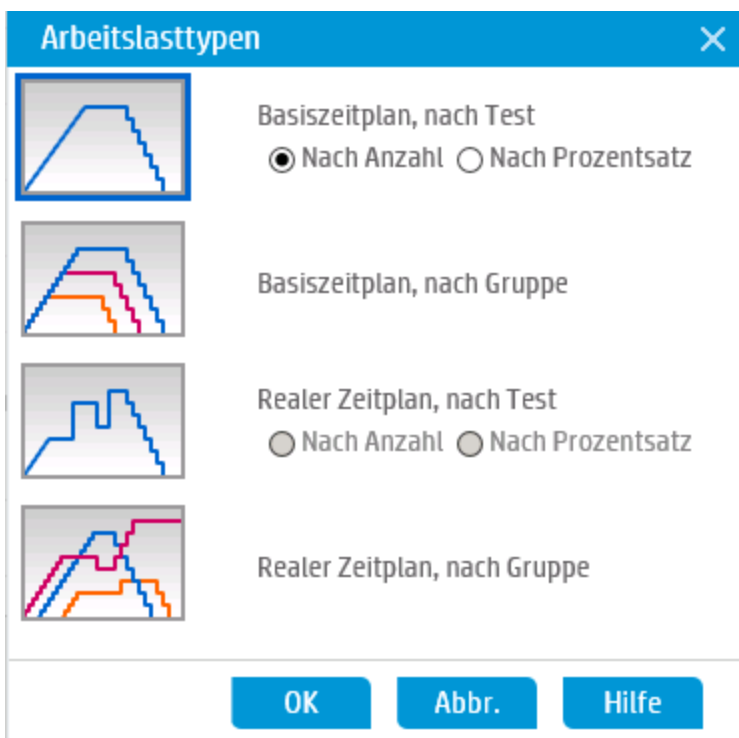 Arbeitslasttypen
Basiszeitplan, nach Test
Nach Anzahl Nach Prozentsatz
Basiszeitplan, nach Gruppe
Realer Zeitplan, nach Test
Nach Anzahl Nach Prozentsatz
Realer Zeitplan, nach Gruppe
OK Abbr. Hilfe